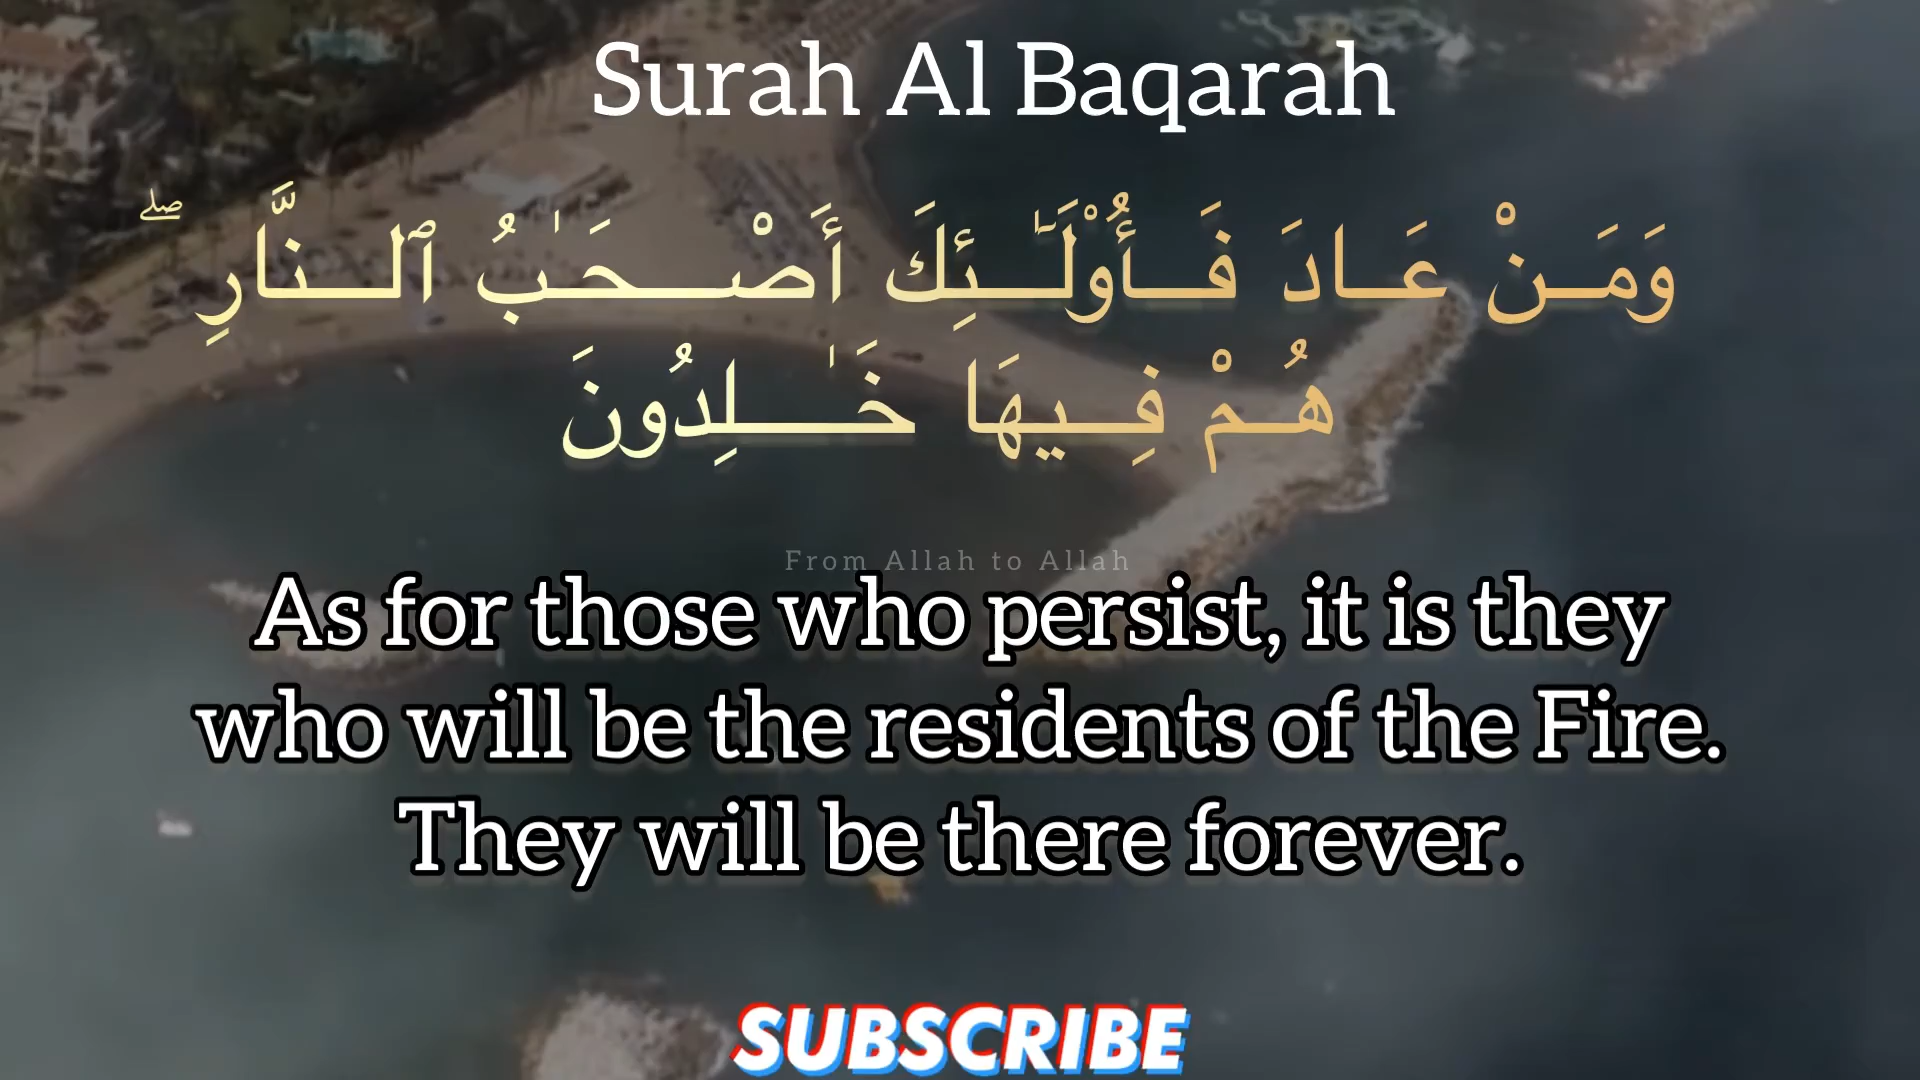 Surah Al Baqarah
وَمَنْ عَادَ فَأُو۟لَـٰٓئِكَ أَصْحَـٰبُ ٱلنَّارِ ۖ
هُمْ فِيهَا خَـٰلِدُونَ
From Allah to Allah
As for those who persist, it is they
who will be the residents of the Fire.
They will be there forever.
SUBSCRIBE